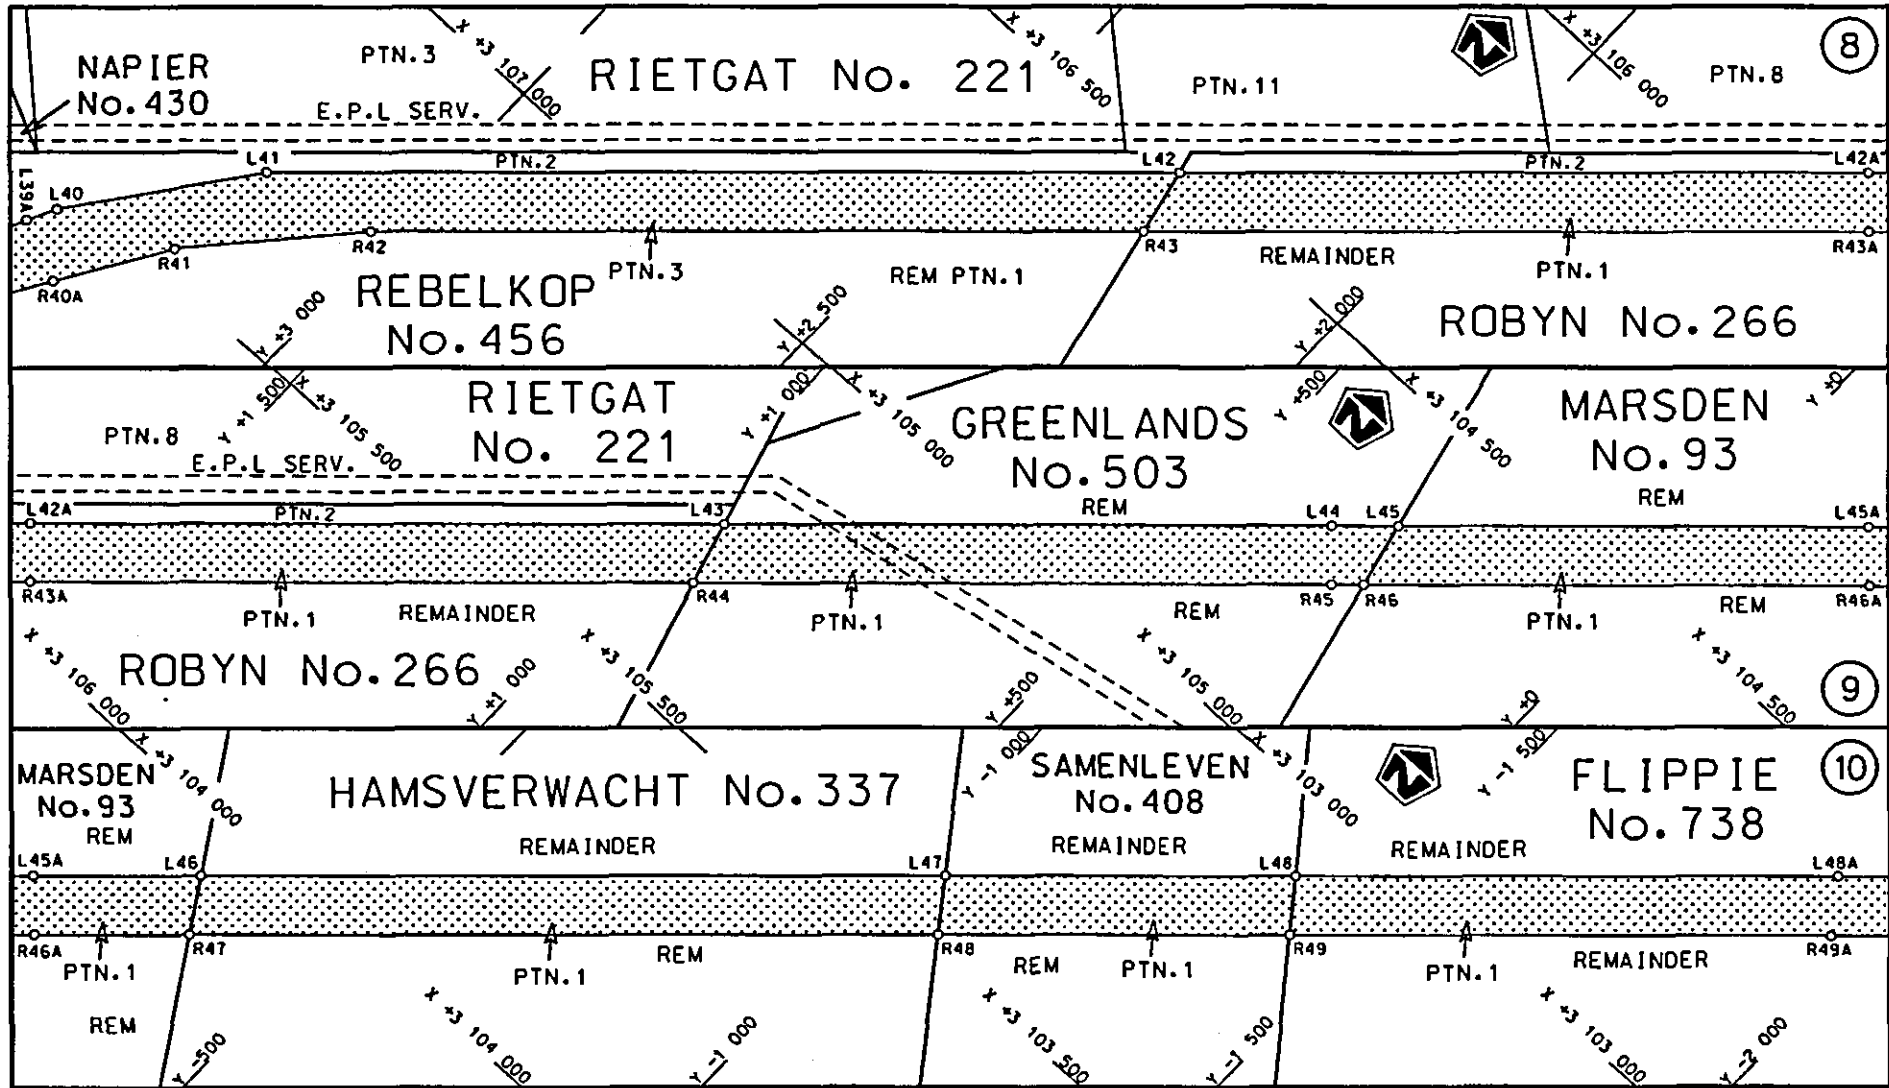 NAPIER
No.430
PTN.3
X +3 107 000
RIETGAT No. 221
X +3 106 500
PTN.11
X +3 106 000
PTN.8
8
E.P.L SERV.
L39A
L40
L41
PTN.2
L42
PTN.2
L42A
R40A
R41
R42
PTN.3
REM PTN.1
R43
REMAINDER
PTN.1
R43A
REBELKOP
No.456
Y +3 000
Y +2 500
Y +2 000
ROBYN No.266
PTN.8
Y +1 500
X +3 105 500
RIETGAT
No. 221
Y +1 000
X +3 105 000
GREENLANDS
No.503
REM
Y +500
X +3 104 500
MARSDEN
No.93
REM
Y +0
E.P.L SERV.
L42A
PTN.2
L43
L44
L45
L45A
R43A
PTN.1
REMAINDER
R44
PTN.1
REM
R45
R46
PTN.1
REM
R46A
X +3 106 000
ROBYN No.266
Y +1 000
X +3 105 500
Y +500
X +3 105 000
Y +0
X +3 104 500
9
MARSDEN
No.93
REM
X +3 104 000
HAMSVERWACHT No.337
REMAINDER
Y -1 000
SAMENLEVEN
No.408
REMAINDER
X +3 103 000
Y -1 500
FLIPPIE
No.738
REMAINDER
10
L45A
L46
L47
L48
L48A
R46A
PTN.1
R47
PTN.1
REM
R48
REM
PTN.1
R49
PTN.1
REMAINDER
R49A
REM
Y -500
X +3 104 000
Y -1 000
X +3 103 500
Y -1 500
X +3 103 000
Y -2 000